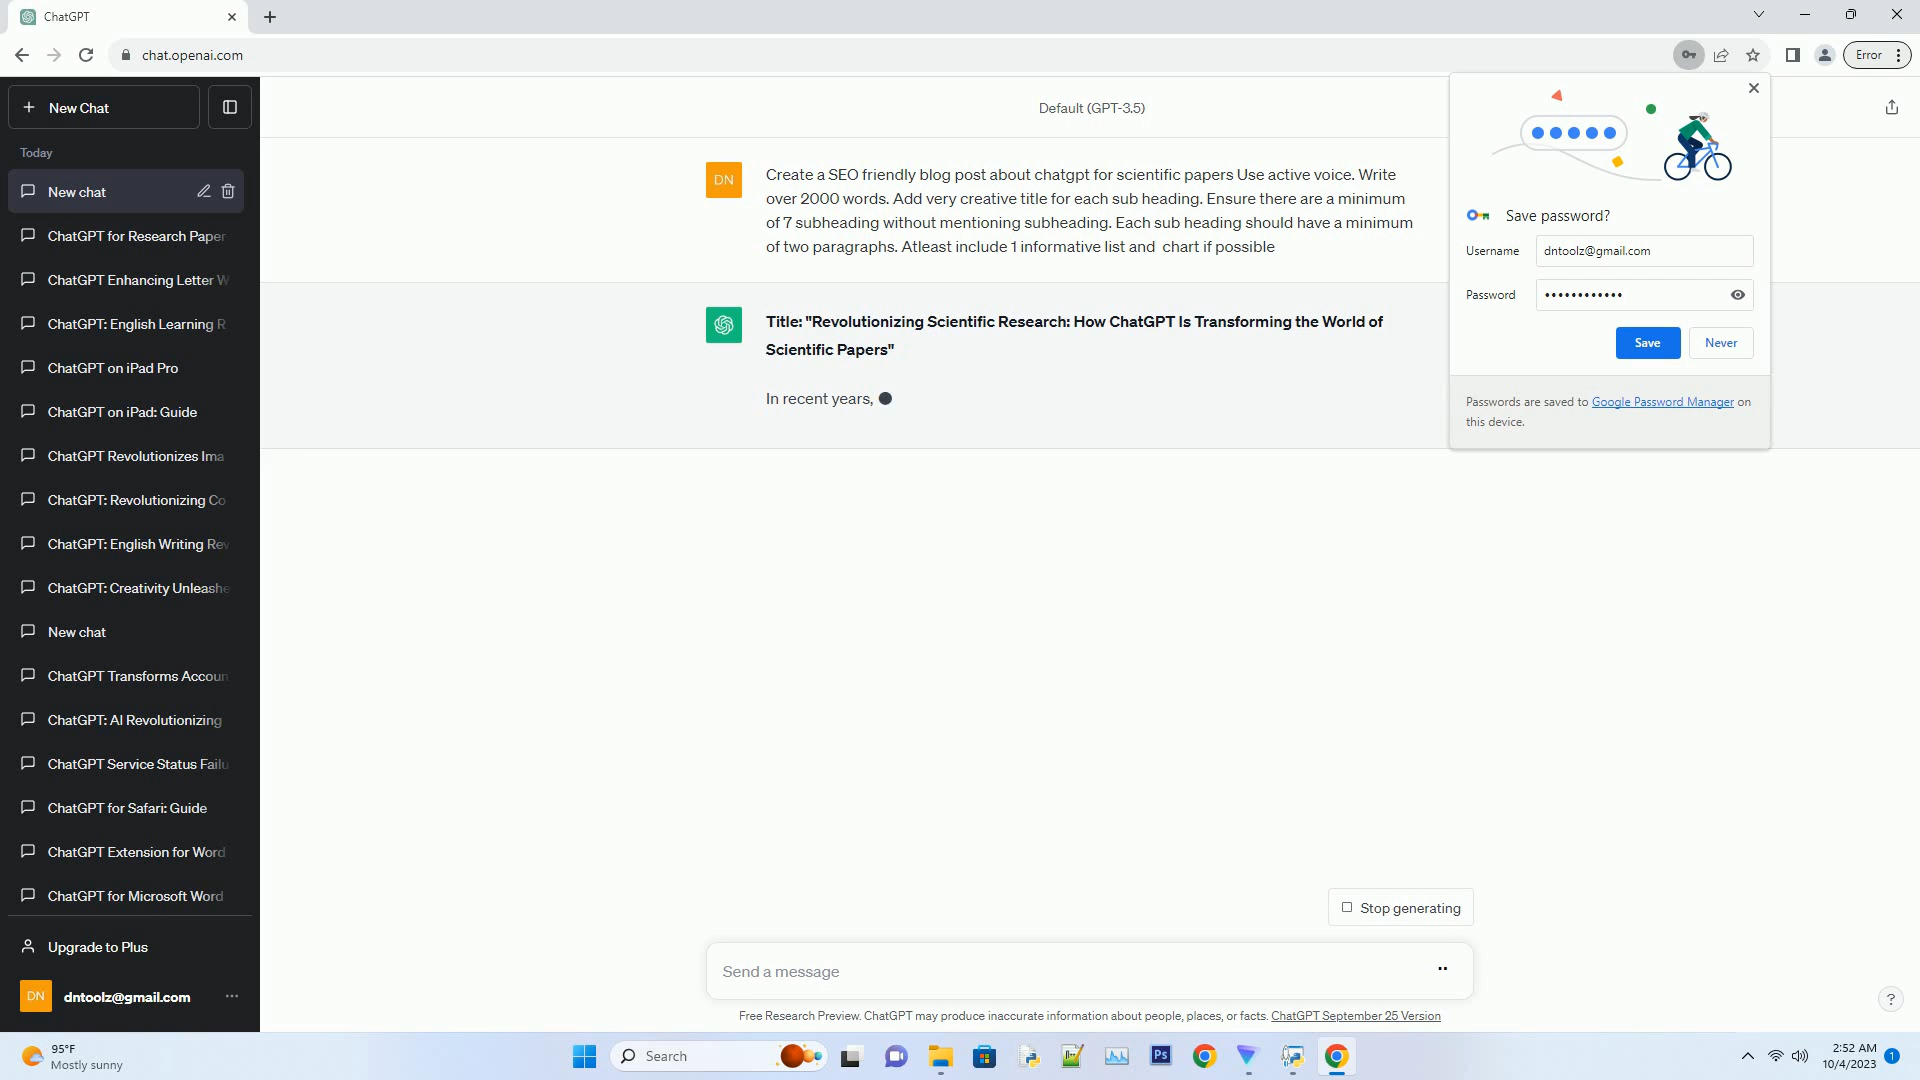 ChatGPT
chat.openai.com
Error
New Chat
Today
New chat
ChatGPT for Research Paper
ChatGPT Enhancing Letter W
ChatGPT: English Learning R
ChatGPT on iPad Pro
ChatGPT on iPad: Guide
ChatGPT Revolutionizes Ima
ChatGPT: Revolutionizing Co
ChatGPT: English Writing Rev
ChatGPT: Creativity Unleashe
New chat
ChatGPT Transforms Accoun
ChatGPT: AI Revolutionizing
ChatGPT Service Status Failu
ChatGPT for Safari: Guide
ChatGPT Extension for Word
ChatGPT for Microsoft Word
Upgrade to Plus
DN
dntoolz@gmail.com
Default (GPT-3.5)
DN
Create a SEO friendly blog post about chatgpt for scientific papers Use active voice. Write
over 2000 words. Add very creative title for each sub heading. Ensure there are a minimum
of 7 subheading without mentioning subheading. Each sub heading should have a minimum
of two paragraphs. Atleast include 1 informative list and chart if possible
Title: "Revolutionizing Scientific Research: How ChatGPT Is Transforming the World of
Scientific Papers"
In recent years,
Save password?
Username
dntoolz@gmail.com
Password
••••••••••••
Save
Never
Passwords are saved to Google Password Manager on
this device.
Stop generating
Send a message
Free Research Preview. ChatGPT may produce inaccurate information about people, places, or facts. ChatGPT September 25 Version
?
95°F
Mostly sunny
Search
Ps
2:52 AM
10/4/2023
1